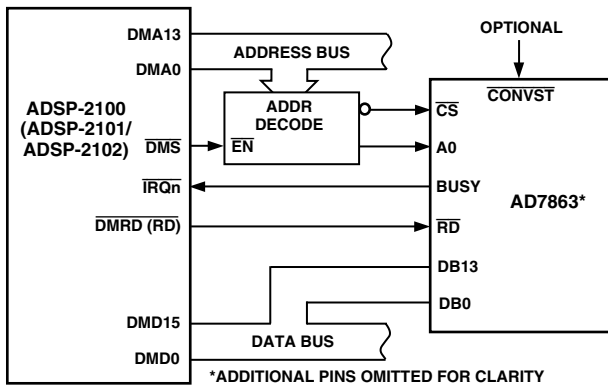 DMA13
ADDRESS BUS
DMA0
OPTIONAL
ADSP-2100
(ADSP-2101/
ADSP-2102)
ADDR
DECODE
EN
DMS
CONVST
CS
A0
IRQn
BUSY
AD7863*
DMRD (RD)
RD
DB13
DB0
DMD15
DATA BUS
DMD0
*ADDITIONAL PINS OMITTED FOR CLARITY